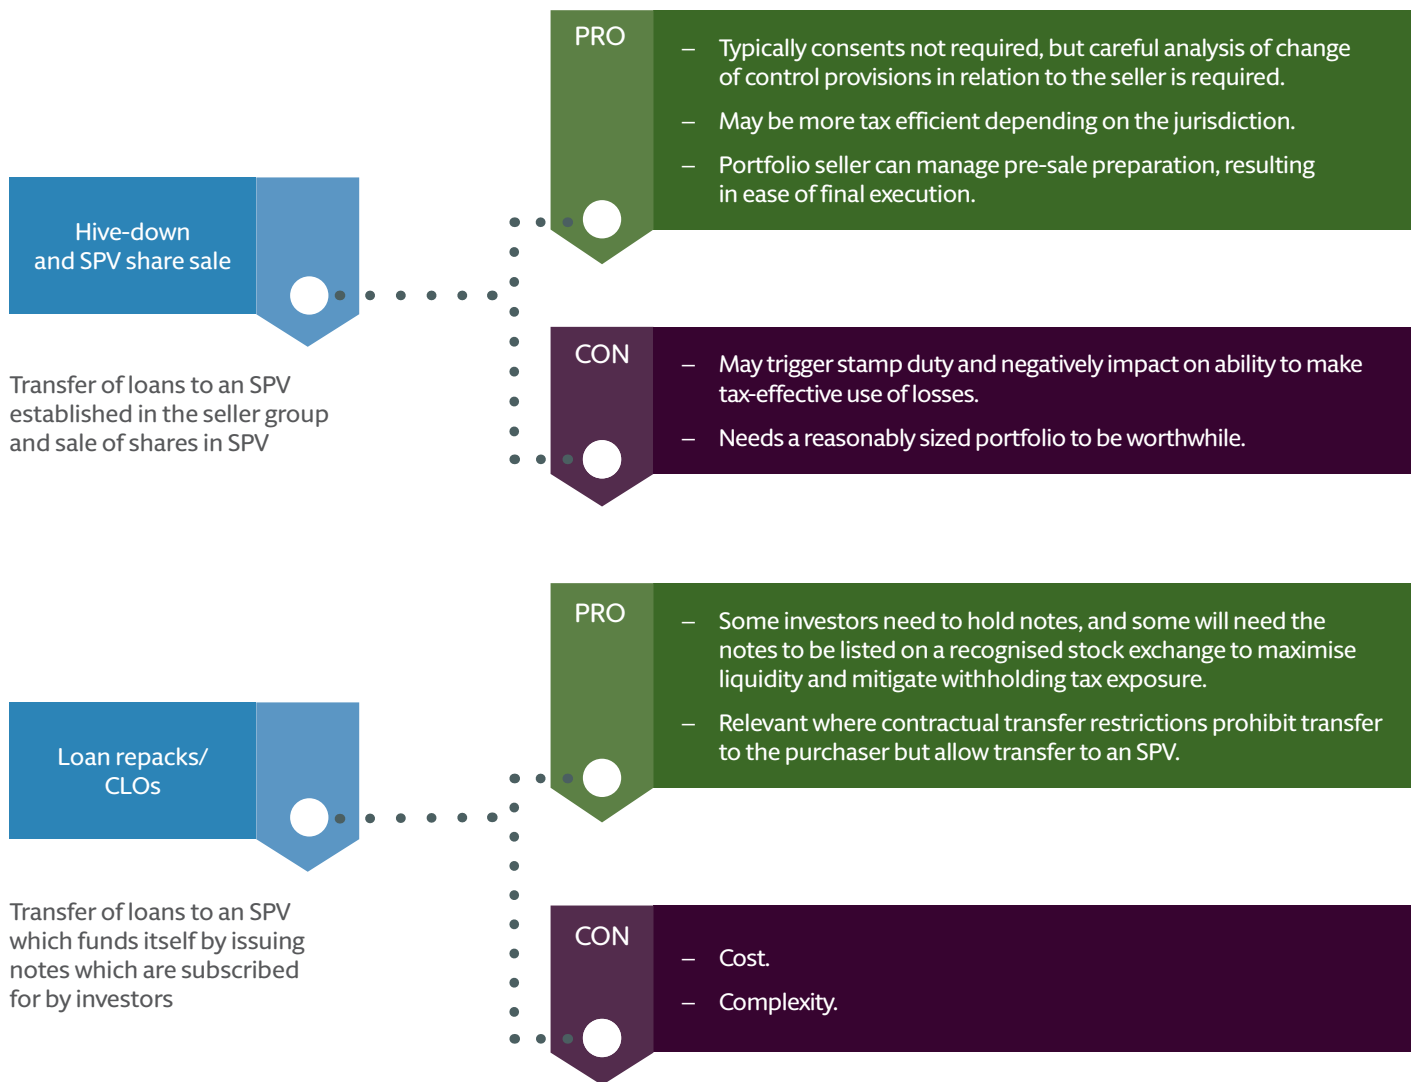 Hive-down
and SPV share sale
Transfer of loans to an SPV
established in the seller group
and sale of shares in SPV
PRO
– Typically consents not required, but careful analysis of change
of control provisions in relation to the seller is required.
– May be more tax efficient depending on the jurisdiction.
– Portfolio seller can manage pre-sale preparation, resulting
in ease of final execution.
CON
– May trigger stamp duty and negatively impact on ability to make
tax-effective use of losses.
– Needs a reasonably sized portfolio to be worthwhile.
Loan repacks/
CLOs
Transfer of loans to an SPV
which funds itself by issuing
notes which are subscribed
for by investors
PRO
– Some investors need to hold notes, and some will need the
notes to be listed on a recognised stock exchange to maximise
liquidity and mitigate withholding tax exposure.
– Relevant where contractual transfer restrictions prohibit transfer
to the purchaser but allow transfer to an SPV.
CON
– Cost.
– Complexity.